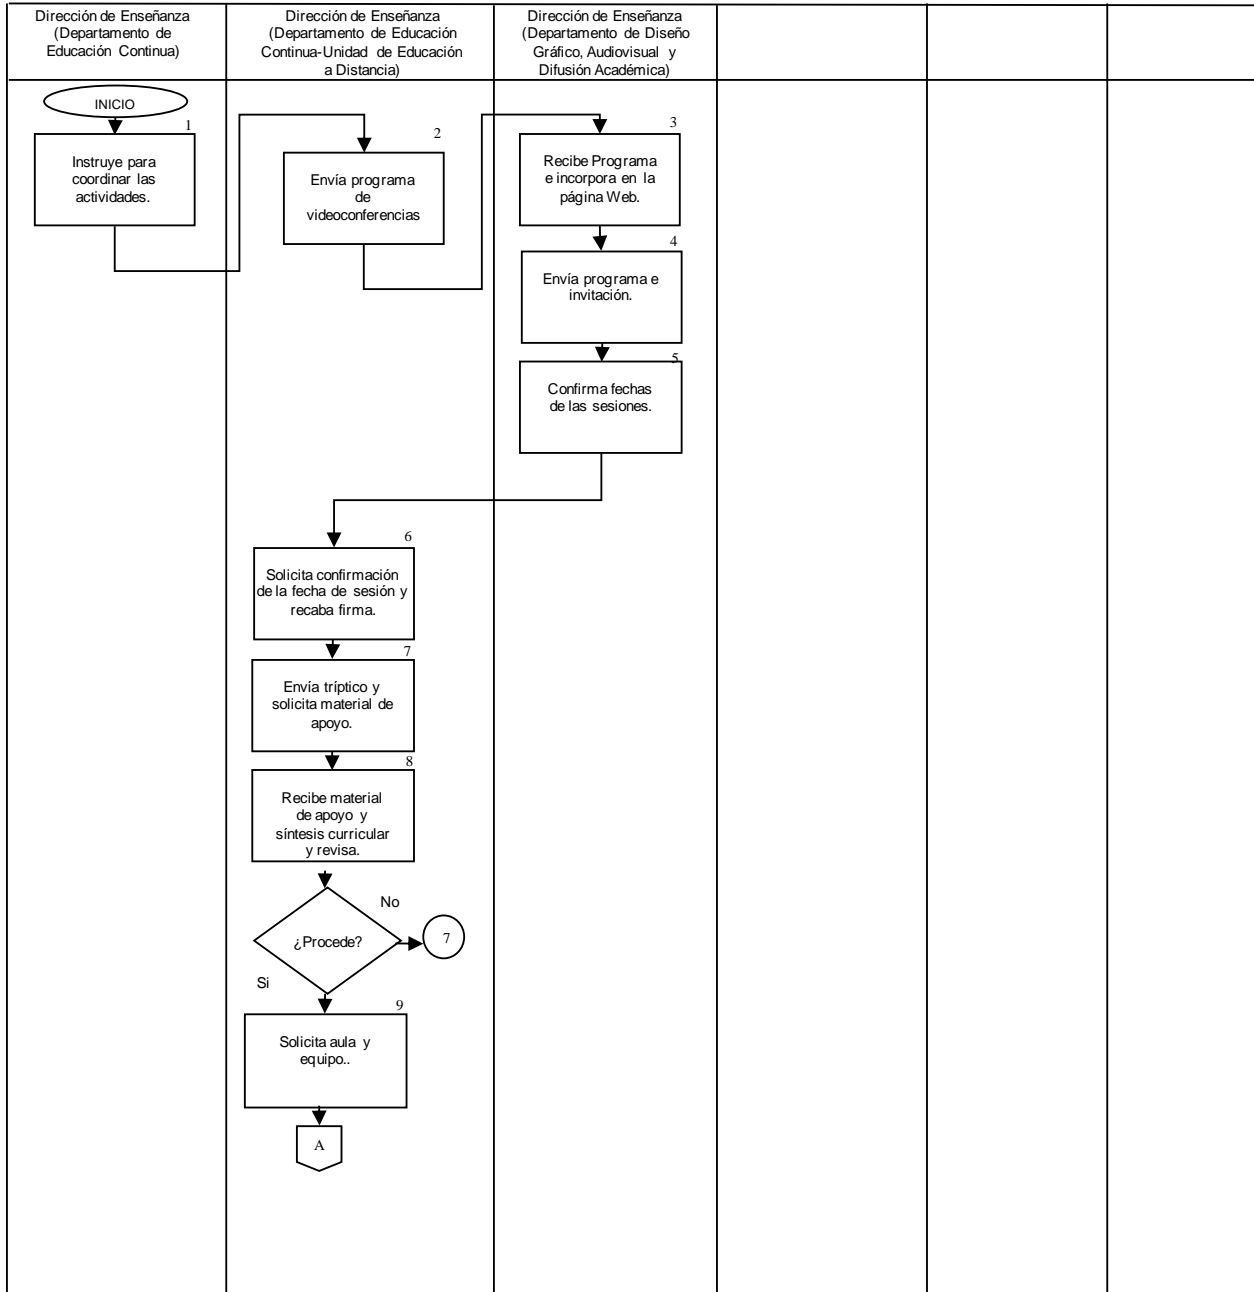 Dirección de Enseñanza
(Departamento de
Educación Continua)
Dirección de Enseñanza
(Departamento de Educación
Continua-Unidad de Educación
a Distancia)
Dirección de Enseñanza
(Departamento de Diseño
Gráfico, Audiovisual y
Difusión Académica)
INICIO
1
Instruye para
coordinar las
actividades.
2
Envía programa
de
videoconferencias
3
Recibe Programa
e incorpora en la
página Web.
4
Envía programa e
invitación.
5
Confirma fechas
de las sesiones.
6
Solicita confirmación
de la fecha de sesión y
recaba firma.
7
Envía tríptico y
solicita material de
apoyo.
8
Recibe material
de apoyo y
síntesis curricular
y revisa.
No
¿Procede?
7
Si
9
Solicita aula y
equipo..
A